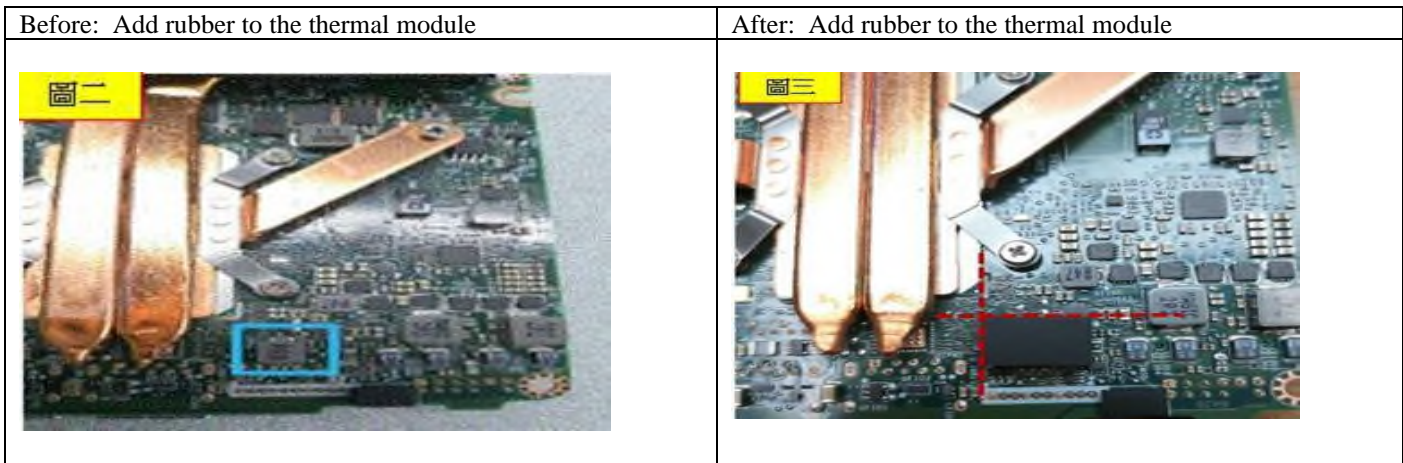 Before: Add rubber to the thermal module
After: Add rubber to the thermal module
圖二
圖三